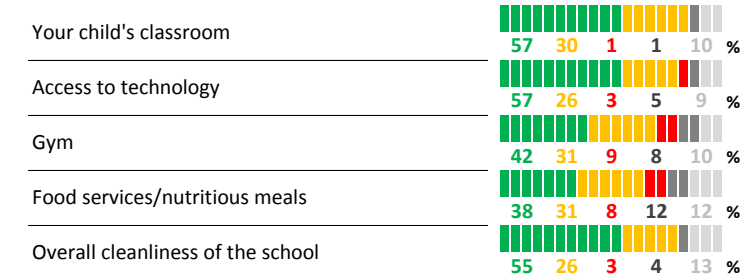 Your child's classroom
57 30 1 1 10 %
Access to technology
57 26 3 5 9 %
Gym
42 31 9 8 10 %
Food services/nutritious meals
38 31 8 12 12 %
Overall cleanliness of the school
55 26 3 4 13 %